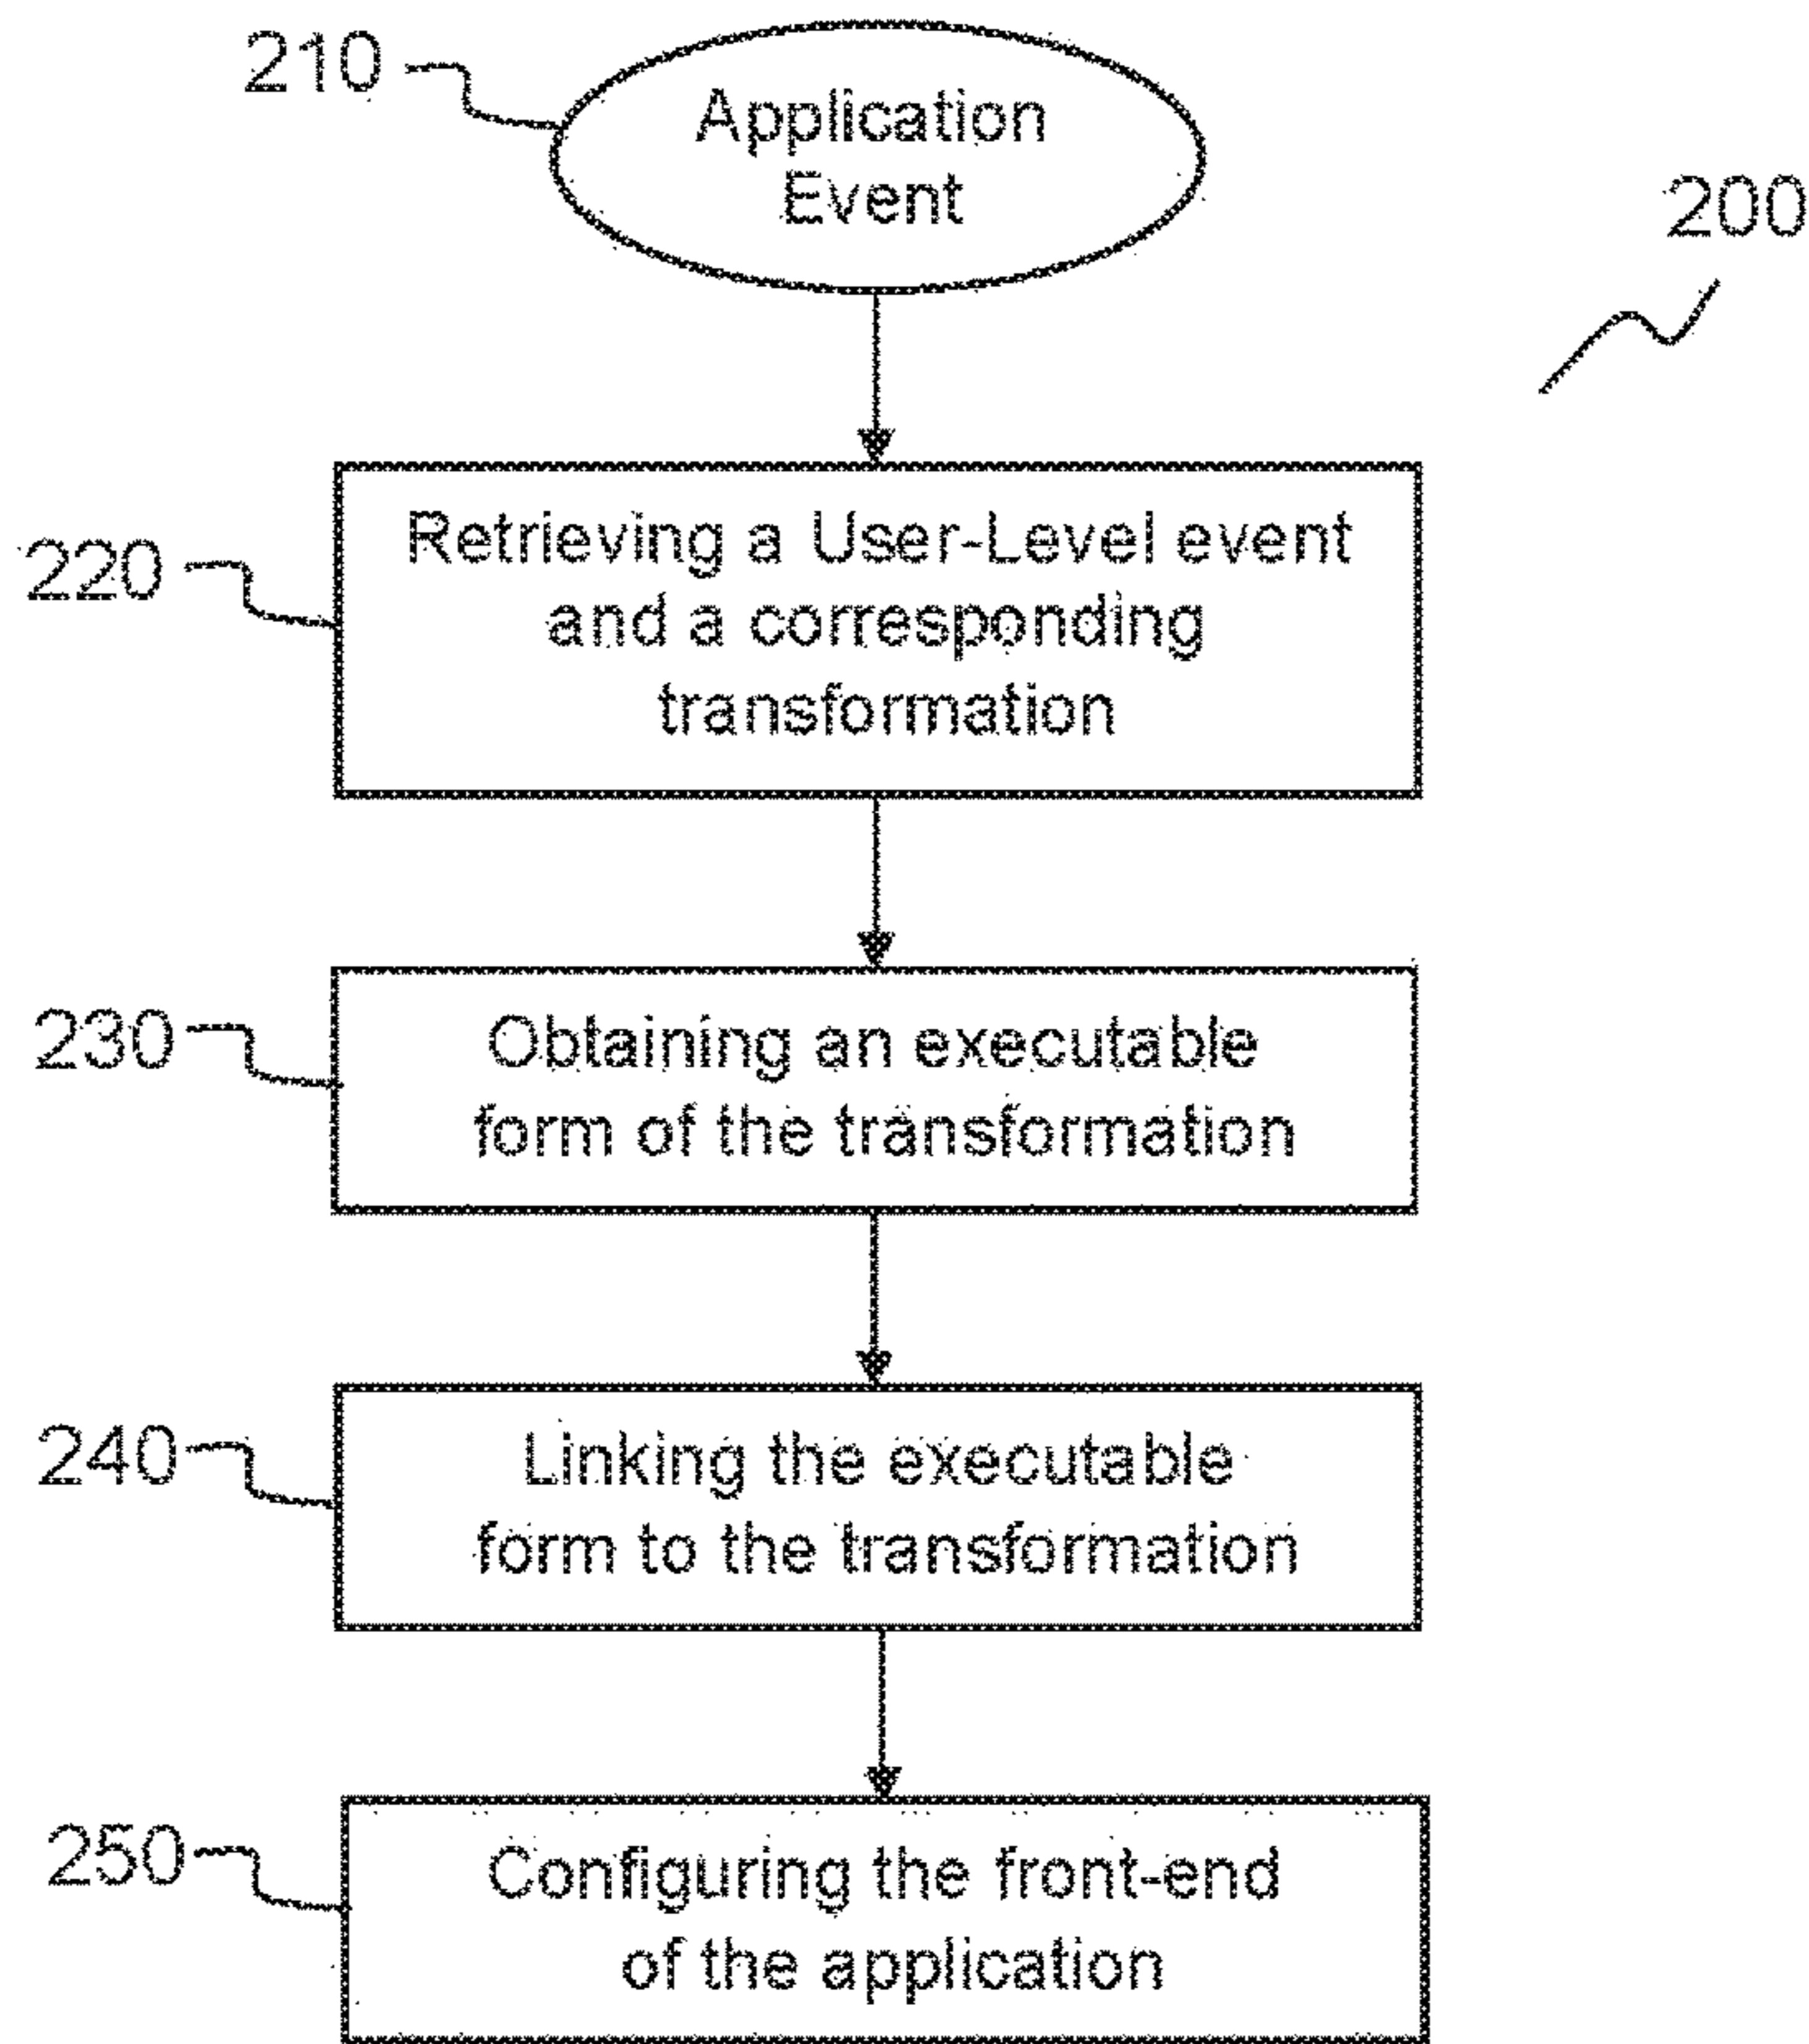 210
Application
Event
200
220
Retrieving a User-Level event
and a corresponding
transformation
230
Obtaining an executable
form of the transformation
240
Linking the executable
form to the transformation
250
Configuring the front-end
of the application